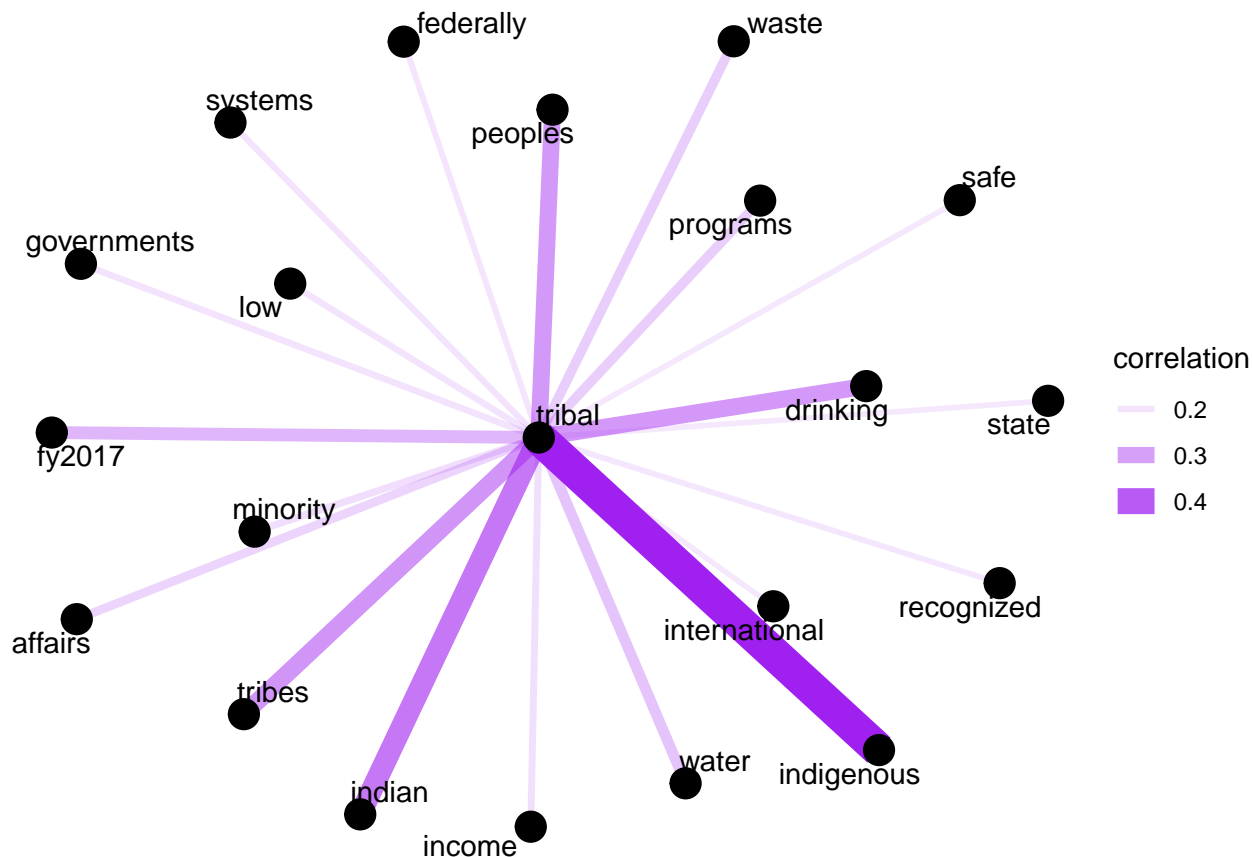 federally
waste
systems
peoples
safe
programs
governments
low
correlation
tribal
drinking
0.2
state
fy2017
0.3
minority
0.4
recognized
affairs
international
tribes
water
indigenous
indian
income